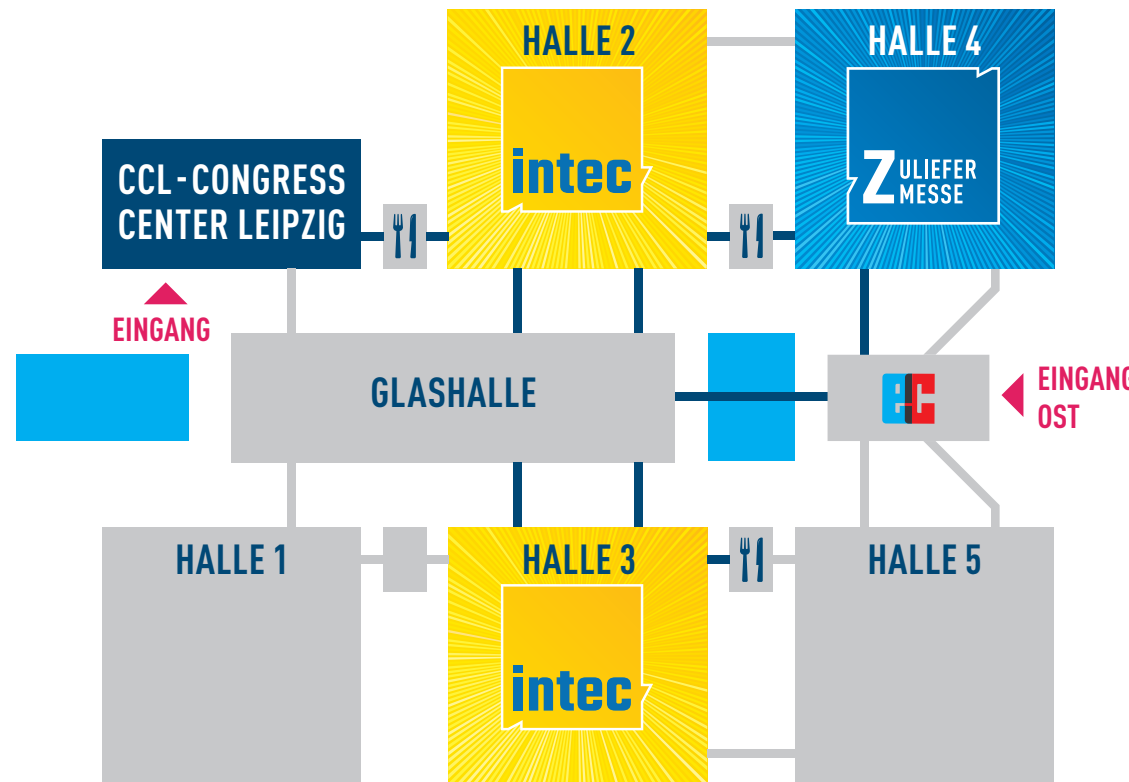 HALLE 2
intec
HALLE 4
ZULIEFER
MESSE
CCL-CONGRESS
CENTER LEIPZIG
EINGANG
GLASHALLE
ec
EINGANG
OST
HALLE 1
HALLE 3
intec
HALLE 5